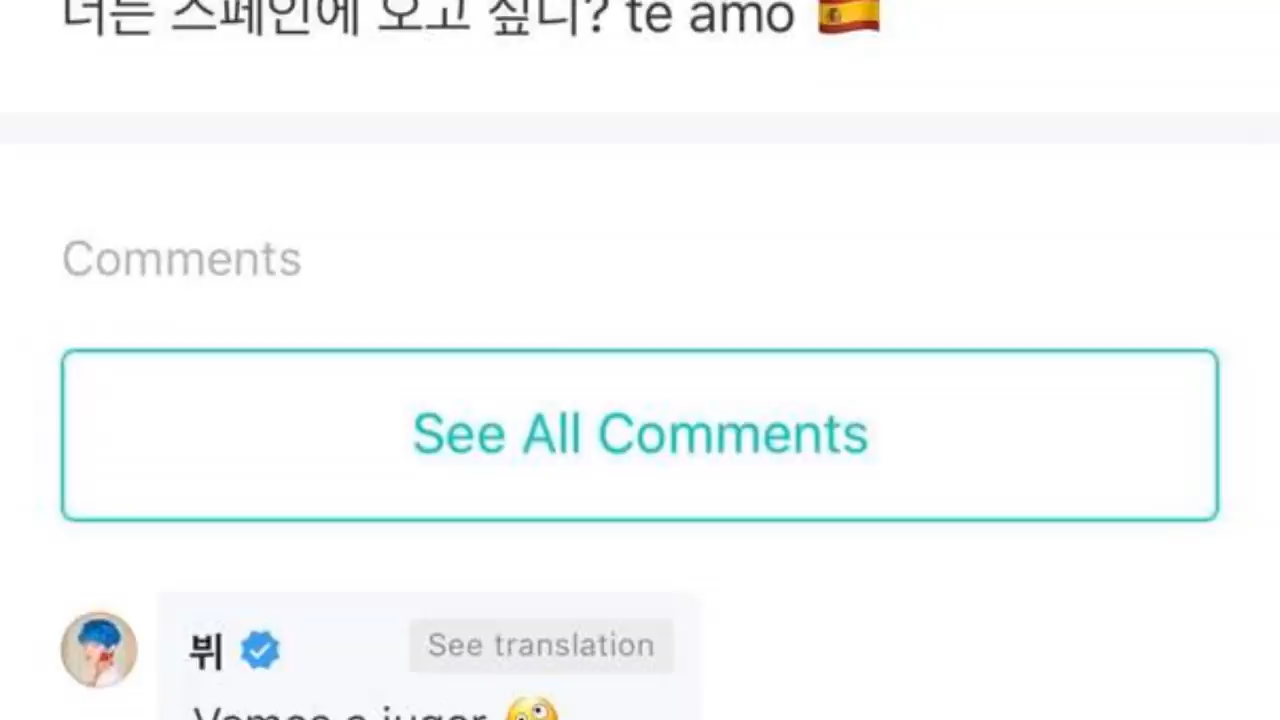 너는 스페인에 오고 싶니? te amo 🇪🇸
Comments
See All Comments
뷔
See translation
Vamos a jugar 🙄